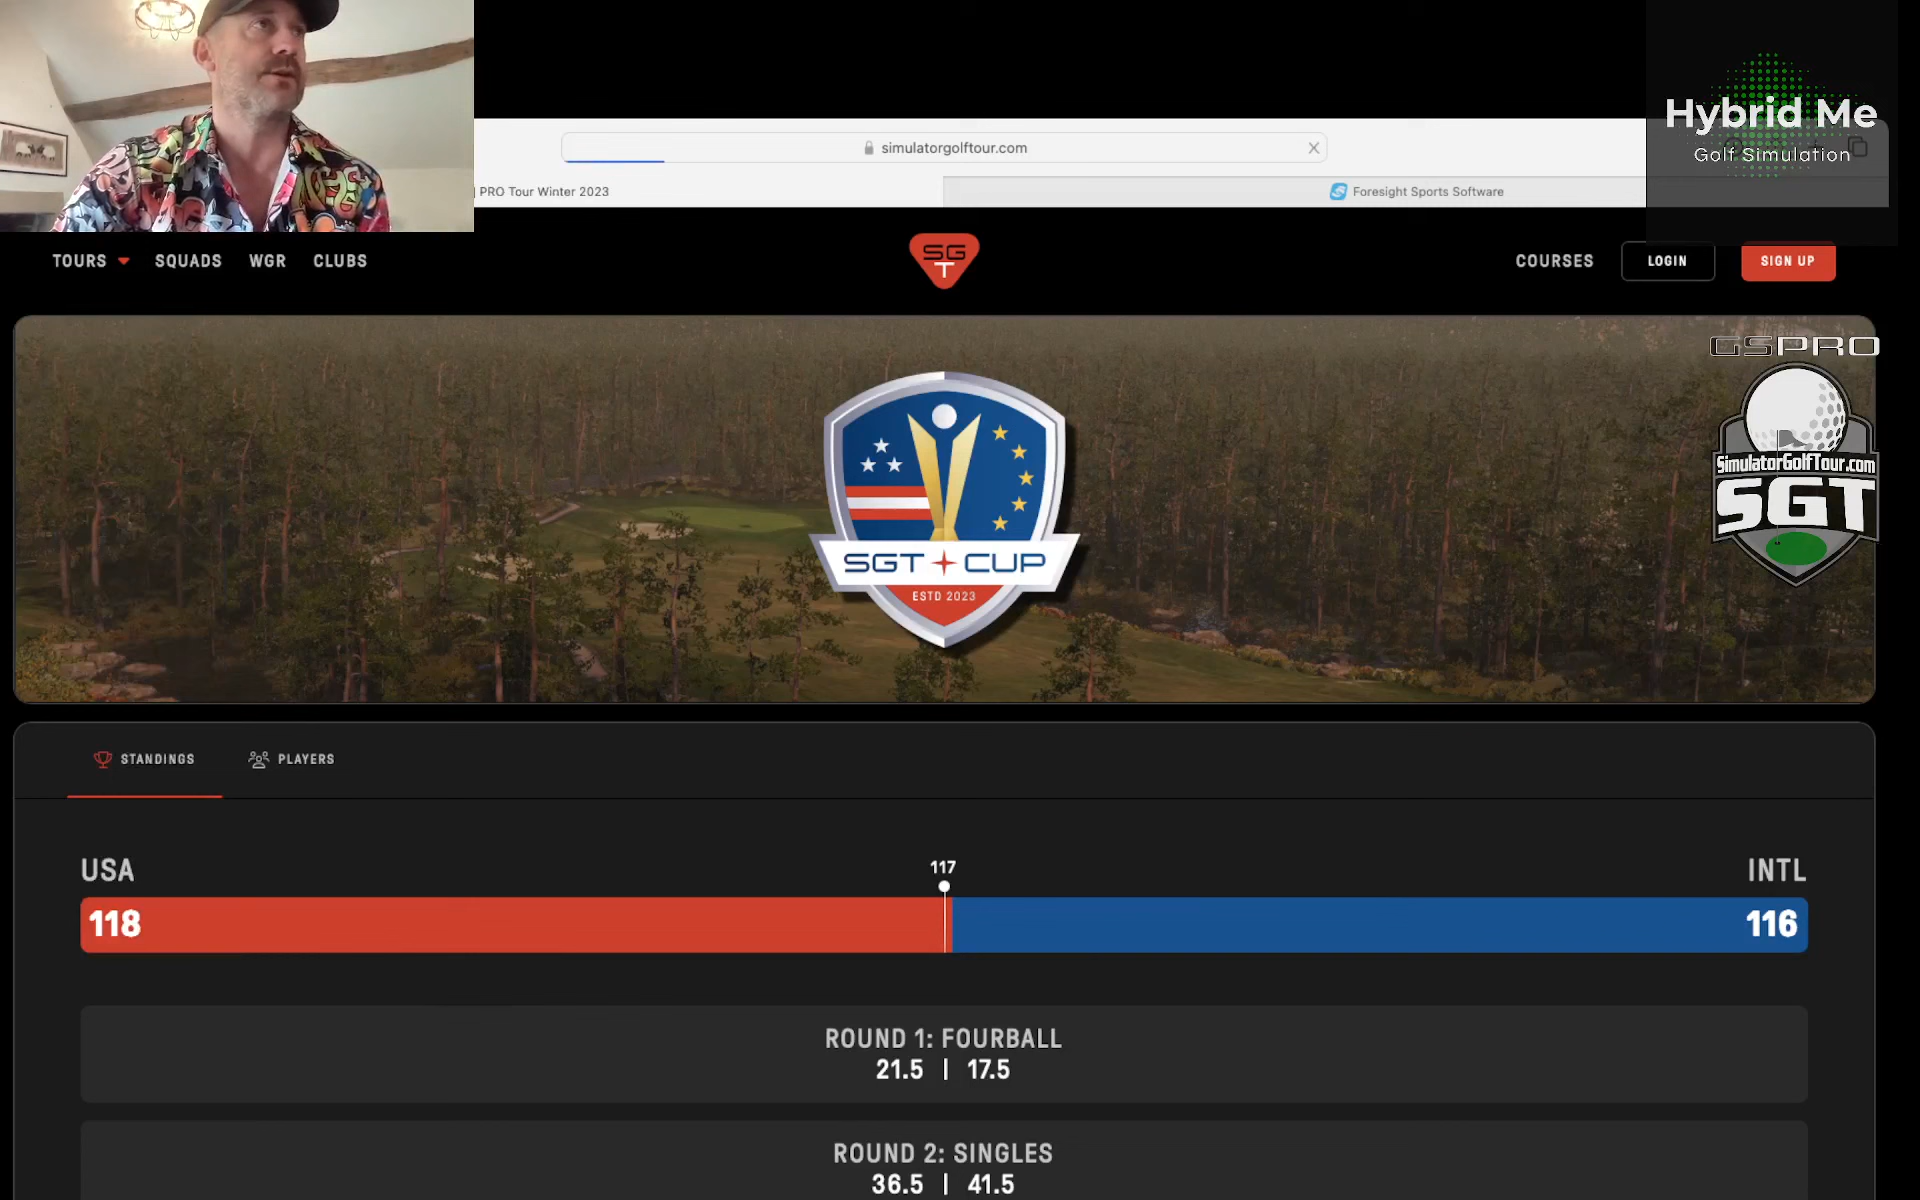 Hybrid Me
Golf Simulation
simulatorgolftour.com
PRO Tour Winter 2023
Foresight Sports Software
TOURS
SQUADS
WGR
CLUBS
SGT
COURSES
LOGIN
SIGN UP
GSPRO
SimulatorGolfTour.com
SGT
SGT CUP
ESTD 2023
STANDINGS
PLAYERS
USA
117
INTL
118
116
ROUND 1: FOURBALL
21.5 | 17.5
ROUND 2: SINGLES
36.5 | 41.5